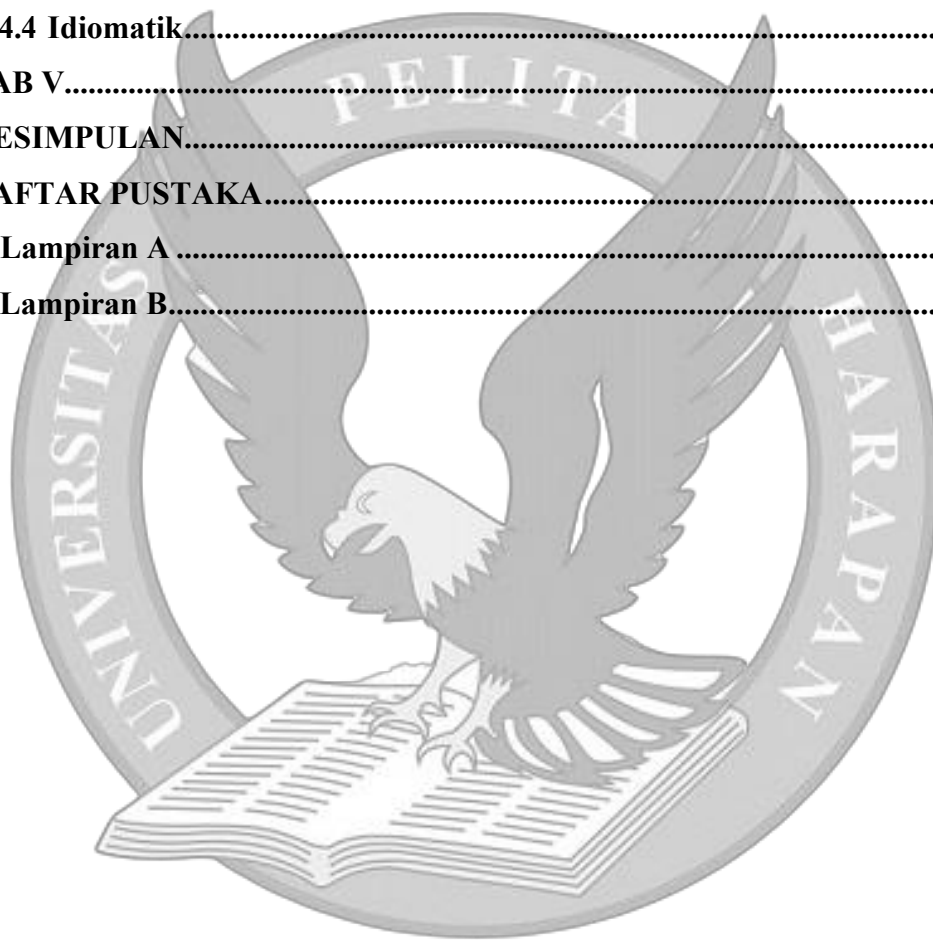 4.4 Idiomatik..........................................................................
AB V..........................................................................
ESIMPULAN..........................................................................
AFTAR PUSTAKA..........................................................................
Lampiran A ..........................................................................
Lampiran B..........................................................................
UNIVERSITAS PELITA HARAPAN